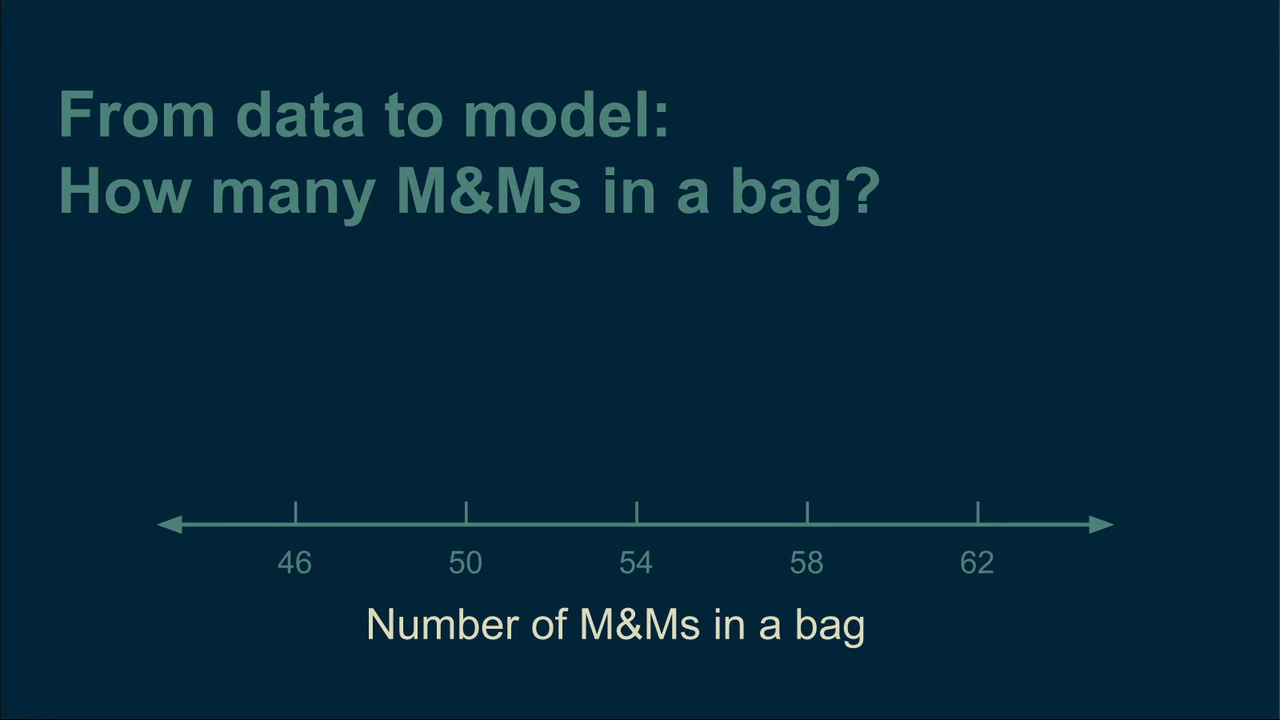 From data to model:
How many M&Ms in a bag?
46 50 54 58 62
Number of M&Ms in a bag